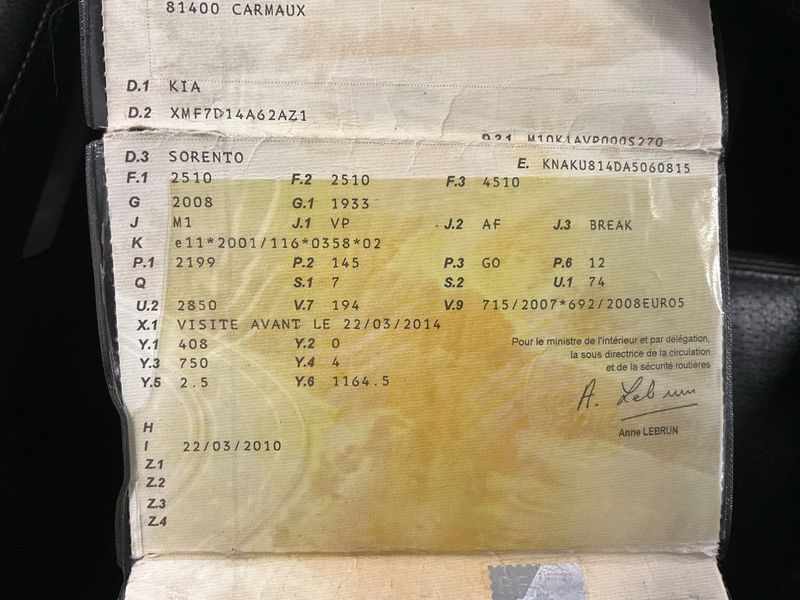 81400 CARMAUX
D.1 KIA
D.2 XMF7D14A62AZ1
D.21 M10KIAVP000S270
D.3 SORENTO E. KNAKU814DA5060815
F.1 2510 F.2 2510 F.3 4510
G 2008 G.1 1933
J M1 J.1 VP J.2 AF J.3 BREAK
K e11*2001/116*0358*02
P.1 2199 P.2 145 P.3 GO P.6 12
Q S.1 7 S.2 U.1 74
U.2 2850 V.7 194 V.9 715/2007*692/2008EURO5
X.1 VISITE AVANT LE 22/03/2014
Y.1 408 Y.2 0
Y.3 750 Y.4 4
Y.5 2.5 Y.6 1164.5
Pour le ministre de l'intérieur et par délégation,
la sous directrice de la circulation
et de la sécurité routières
A. Lebrun
Anne LEBRUN
H
I 22/03/2010
Z.1
Z.2
Z.3
Z.4